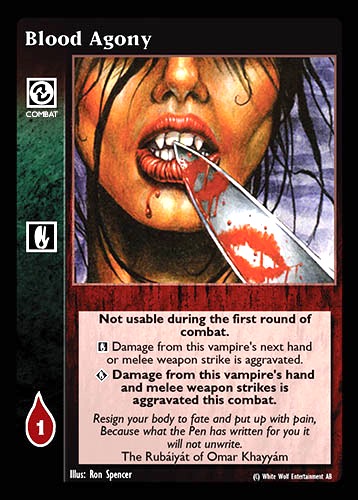 Blood Agony
COMBAT
Not usable during the first round of
combat.
Damage from this vampire's next hand
or melee weapon strike is aggravated.
Damage from this vampire's hand
and melee weapon strikes is
aggravated this combat.
Resign your body to fate and put up with pain,
Because what the Pen has written for you it
will not unwrite.
The Rubáiyát of Omar Khayyám
1
Illus: Ron Spencer
(C) White Wolf Entertainment AB